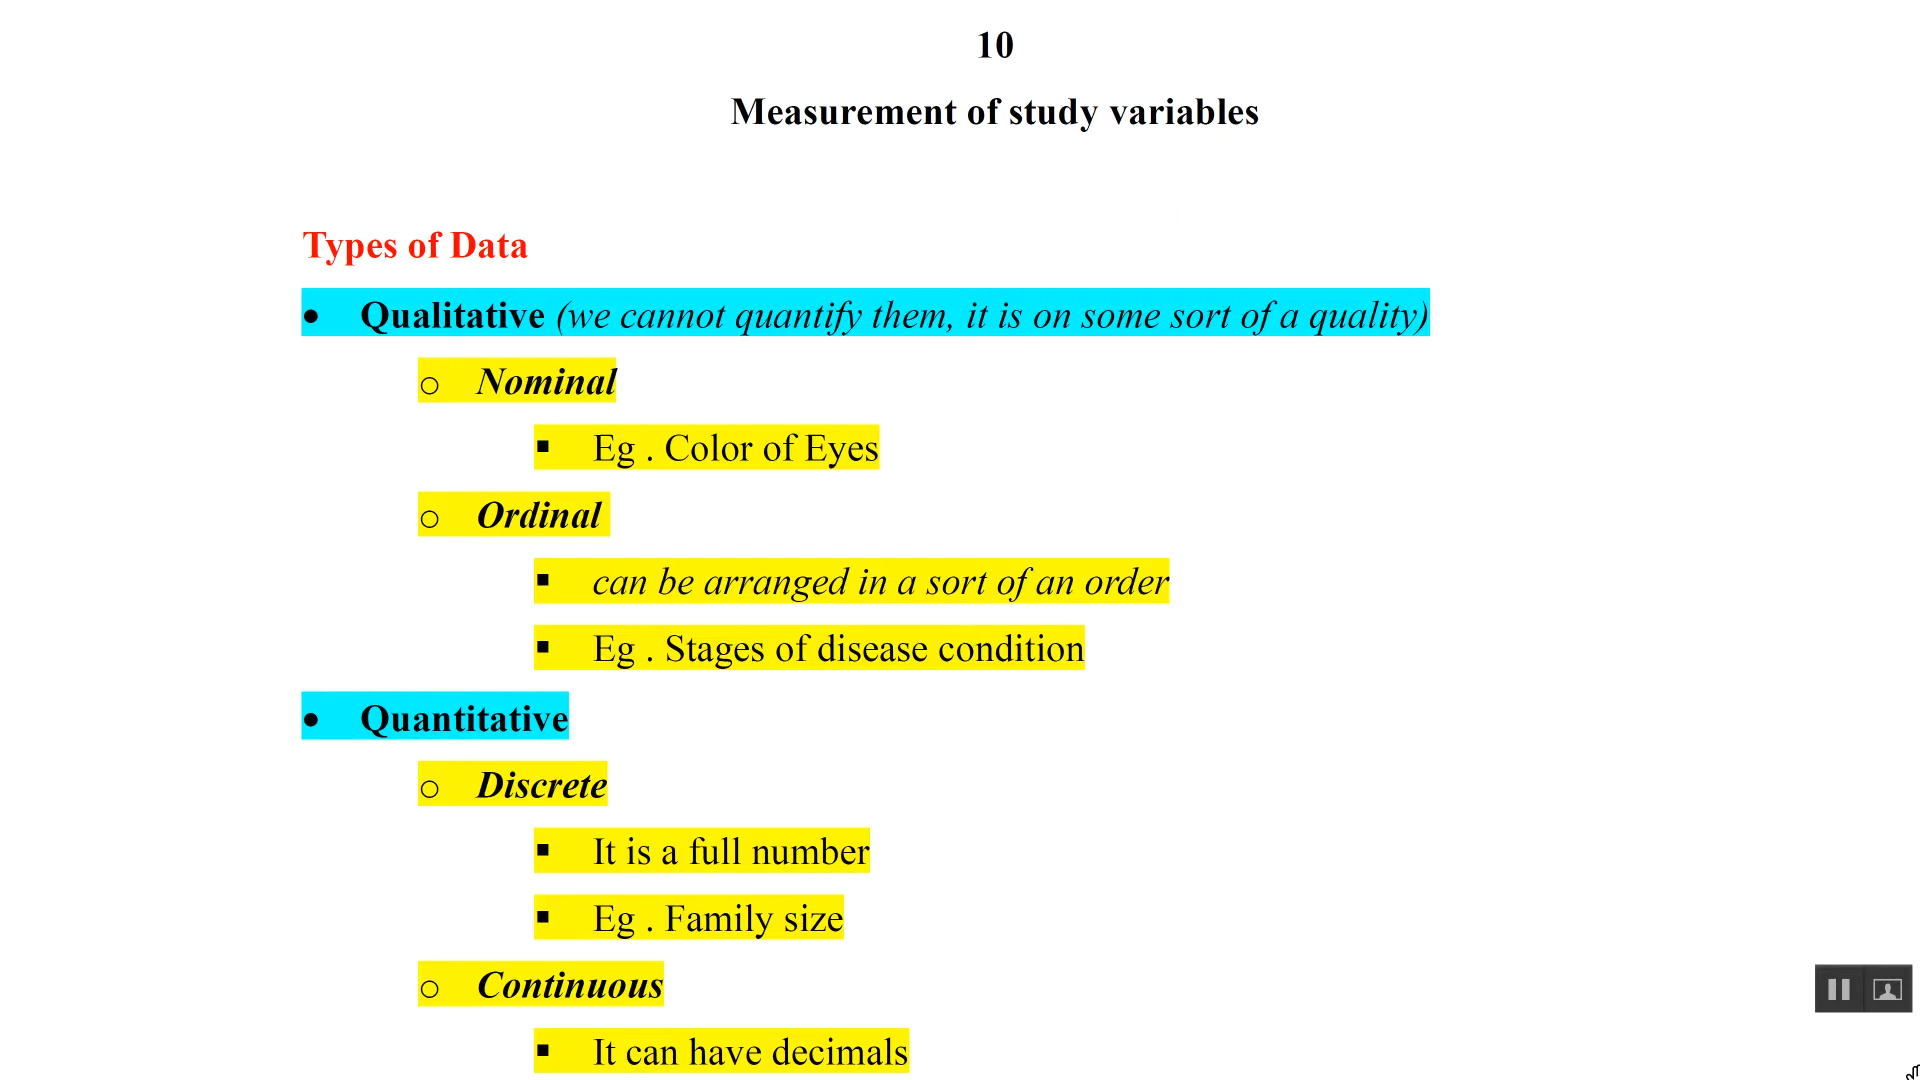 10
Measurement of study variables
Types of Data
• Qualitative (we cannot quantify them, it is on some sort of a quality)
o Nominal
▪ Eg . Color of Eyes
o Ordinal
▪ can be arranged in a sort of an order
▪ Eg . Stages of disease condition
• Quantitative
o Discrete
▪ It is a full number
▪ Eg . Family size
o Continuous
▪ It can have decimals